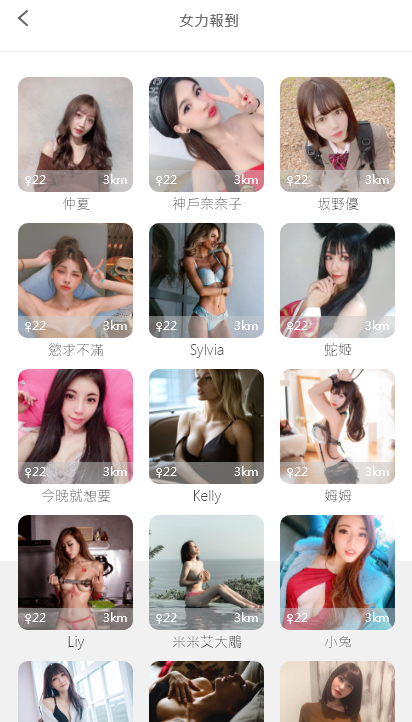 女力報到
♀22 3km
♀22 3km
♀22 3km
仲夏
神戶奈奈子
坂野優
♀22 3km
♀22 3km
♀22 3km
慾求不滿
Sylvia
蛇姬
♀22 3km
♀22 3km
♀22 3km
今晚就想要
Kelly
姆姆
♀22 3km
♀22 3km
♀22 3km
Liy
米米艾大鵰
小兔